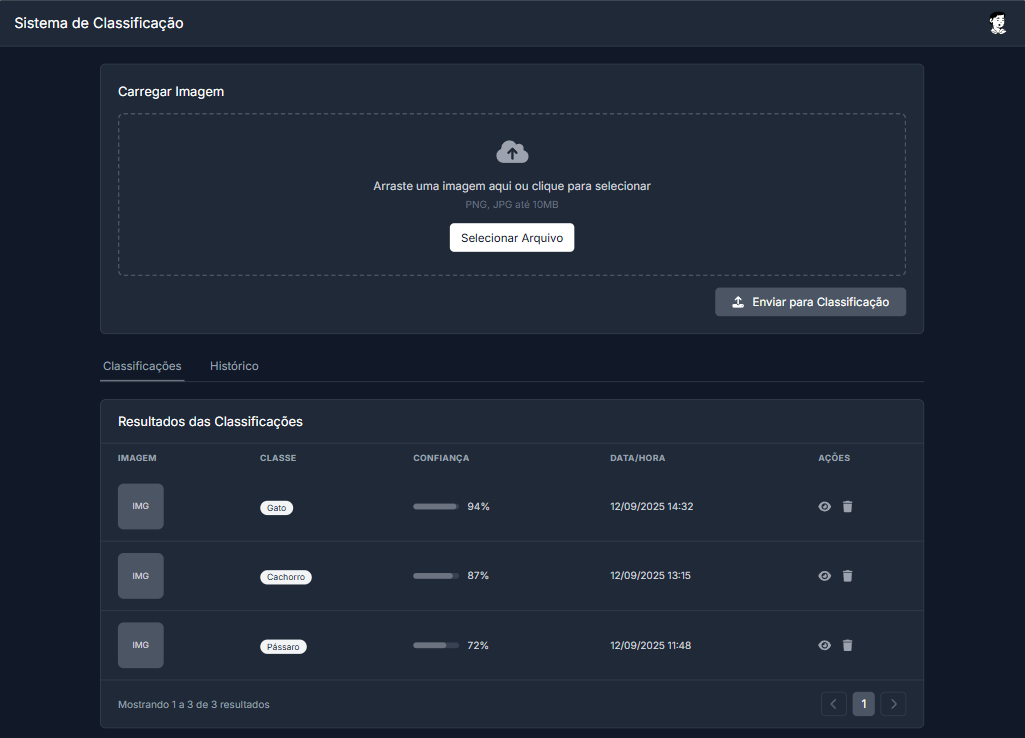 Sistema de Classificação
Carregar Imagem
Arraste uma imagem aqui ou clique para selecionar
PNG, JPG até 10MB
Selecionar Arquivo
Enviar para Classificação
Classificações Histórico
Resultados das Classificações
IMAGEM CLASSE CONFIANÇA DATA/HORA AÇÕES
IMG Gato 94% 12/09/2025 14:32
IMG Cachorro 87% 12/09/2025 13:15
IMG Pássaro 72% 12/09/2025 11:48
Mostrando 1 a 3 de 3 resultados 1